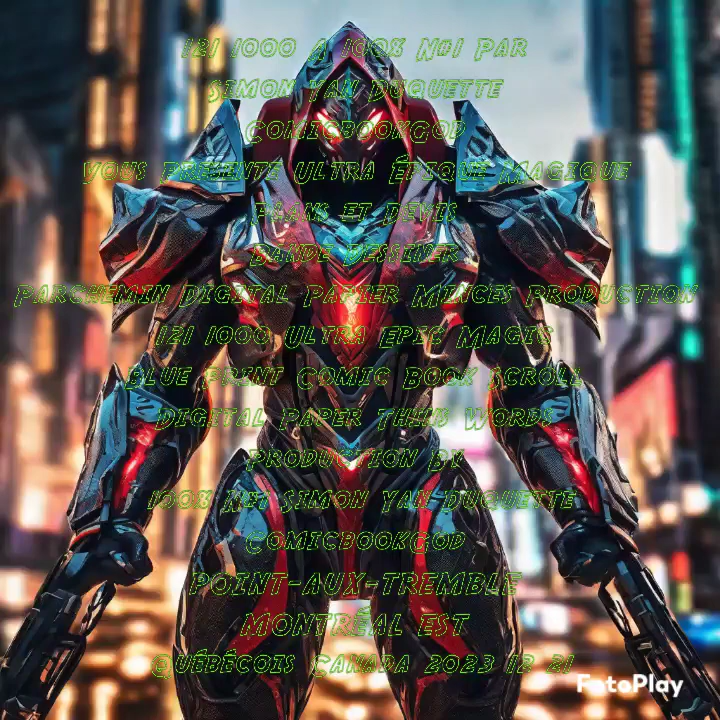 121 1000 A 100% N#1 Par
Simon Yan Duquette
ComicbookGod
Vous Présente Ultra Épique Magique
Plans et Devis
Bande Dessiner
Parchemin Digital Papier Minces Production
121 1000 Ultra Epic Magic
Blue Print Comic Book Scroll
Digital Paper Thins Words
Production By
100% N#1 Simon Yan Duquette
ComicbookGod
Point-aux-Tremble
Montréal Est
Québécois Canada 2023 12 21
FotoPlay